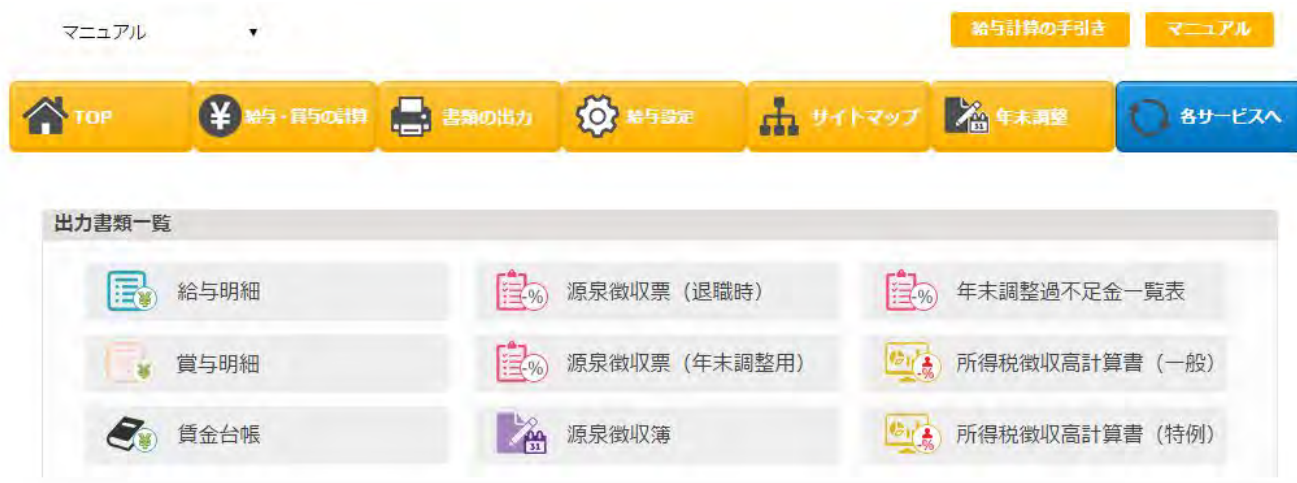 マニュアル ▼
給与計算の手引き マニュアル
TOP 給与・賞与の計算 書類の出力 給与設定 サイトマップ 年末調整 各サービスへ
出力書類一覧
給与明細 源泉徴収票（退職時） 年末調整過不足金一覧表
賞与明細 源泉徴収票（年末調整用） 所得税徴収高計算書（一般）
賃金台帳 源泉徴収簿 所得税徴収高計算書（特例）